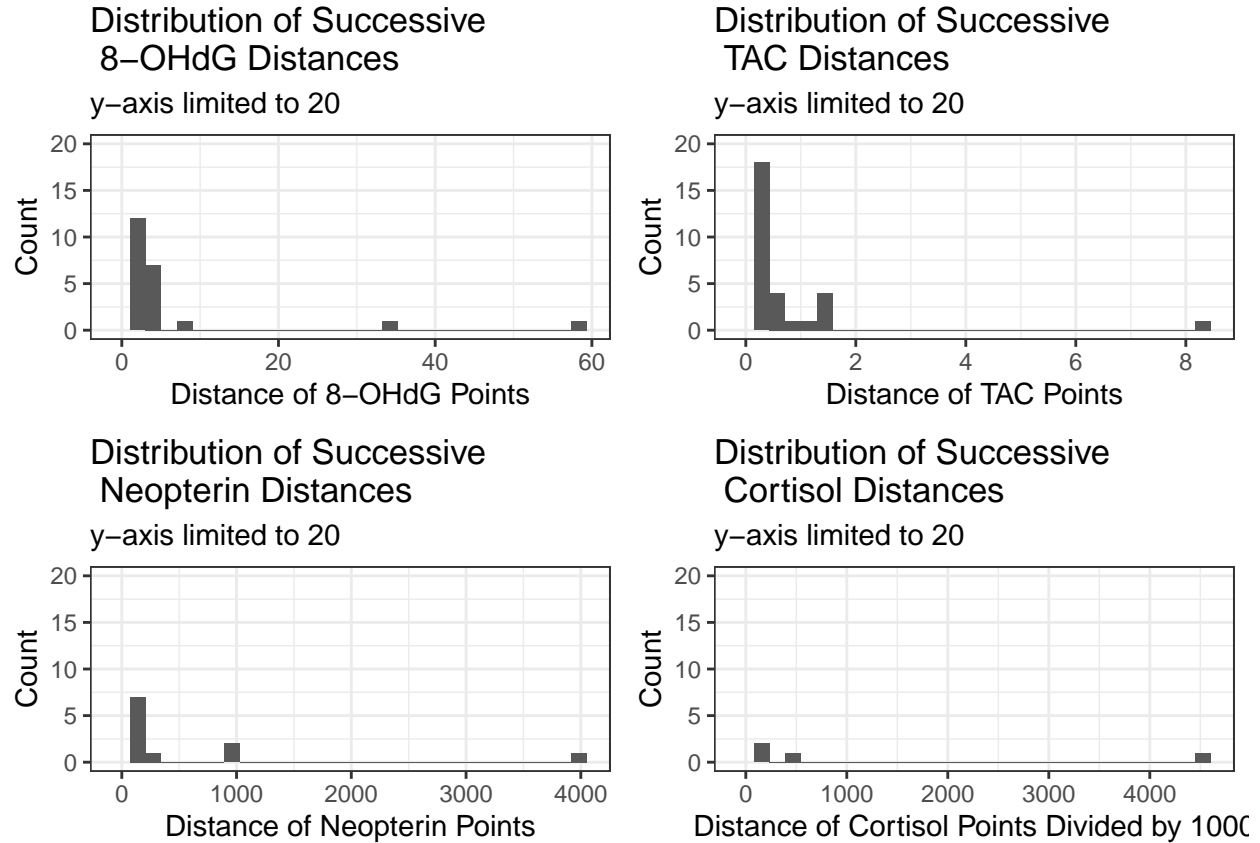 Distribution of Successive
8−OHdG Distances
y−axis limited to 20
20
15
10
5
0
Count
0 20 40 60
Distance of 8−OHdG Points
Distribution of Successive
TAC Distances
y−axis limited to 20
20
15
10
5
0
Count
0 2 4 6 8
Distance of TAC Points
Distribution of Successive
Neopterin Distances
y−axis limited to 20
20
15
10
5
0
Count
0 1000 2000 3000 4000
Distance of Neopterin Points
Distribution of Successive
Cortisol Distances
y−axis limited to 20
20
15
10
5
0
Count
0 1000 2000 3000 4000
Distance of Cortisol Points Divided by 1000